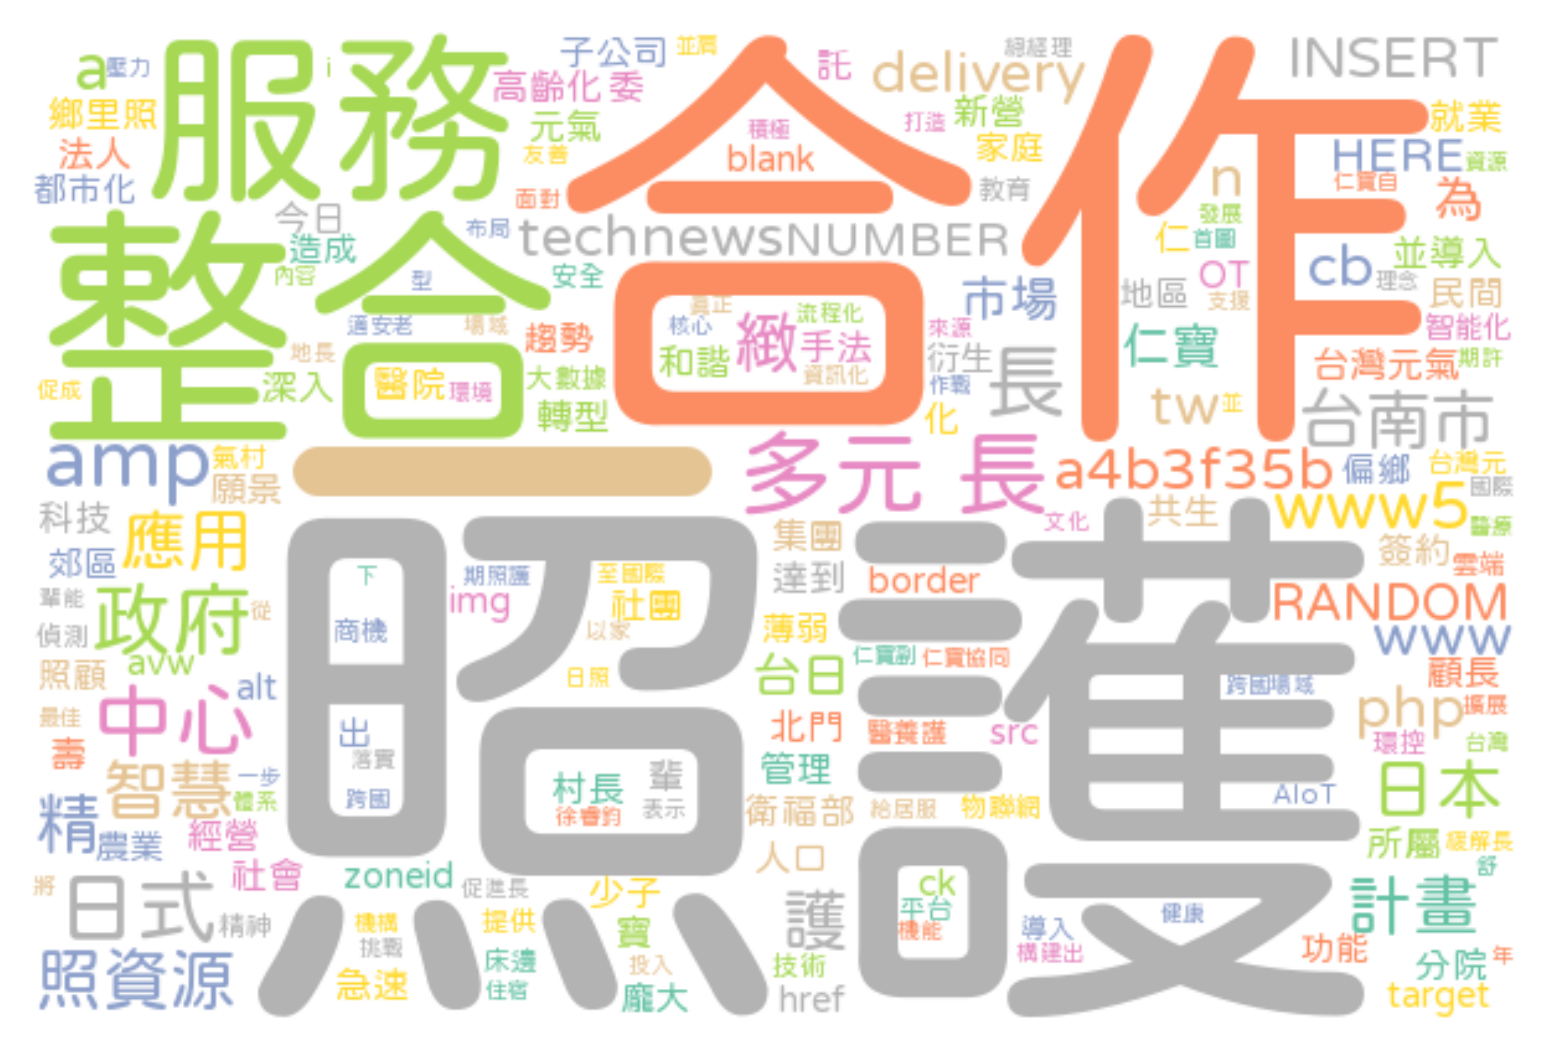 服務
合作
整合
照護
一
a
壓力
i
子公司
並肩
託
delivery
總經理
INSERT
高齡化
委
鄉里照
元氣
友善
積極
blank
打造
新營
家庭
就業
HERE
資源
法人
都市化
面對
教育
n
仁寶自
為
今日
造成
內容
布局
technews
NUMBER
發展
仁
首圖
並導入
型
安全
市場
地區
OT
支援
cb
理念
民間
適安老
場域
趨勢
真正
核心
流程化
緻
手法
和諧
資訊化
來源
衍生
長
仁寶
智能化
地長
促成
深入
醫院
環境
大數據
轉型
作戰
化
tw
並
台灣元氣
期許
台南市
amp
氣村
願景
多元
長
a4b3f35b
偏鄉
台灣元
國際
科技
應用
集團
文化
共生
www5
醫療
郊區
下
期照護
至國際
達到
border
簽約
雲端
輩能
政府
從
img
社團
RANDOM
偵測
商機
以家
薄弱
www
avw
照顧
alt
日照
台日
仁寶副
仁寶協同
跨國場域
顧長
最佳
中心
出
北門
醫養護
src
php
擴展
壽
落實
環控
台灣
智慧
一步
體系
跨國
村長
輩
徐睿鈞
表示
管理
衛福部
給居服
物聯網
AIoT
日本
精
農業
經營
人口
所屬
緩解長
將
社會
zoneid
促進長
少子
ck
平台
機能
舒
日式
精神
機構
挑戰
提供
寶
護
導入
構建出
健康
計畫
功能
照資源
急速
床邊
住宿
投入
龐大
技術
href
分院
年
target